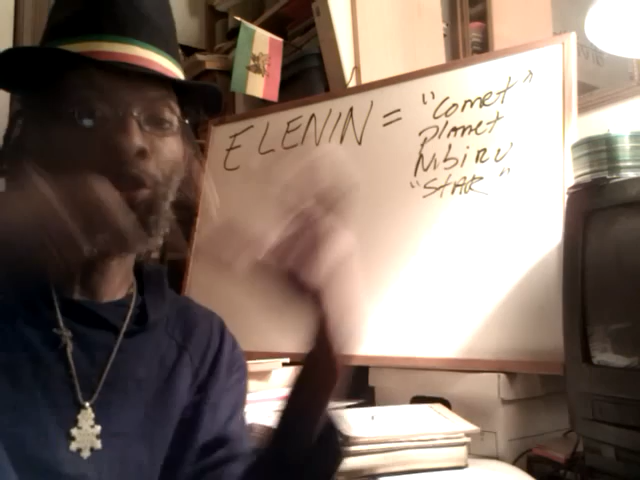 ELENIN = "Comet"
planet
Nibiru
"STAR"